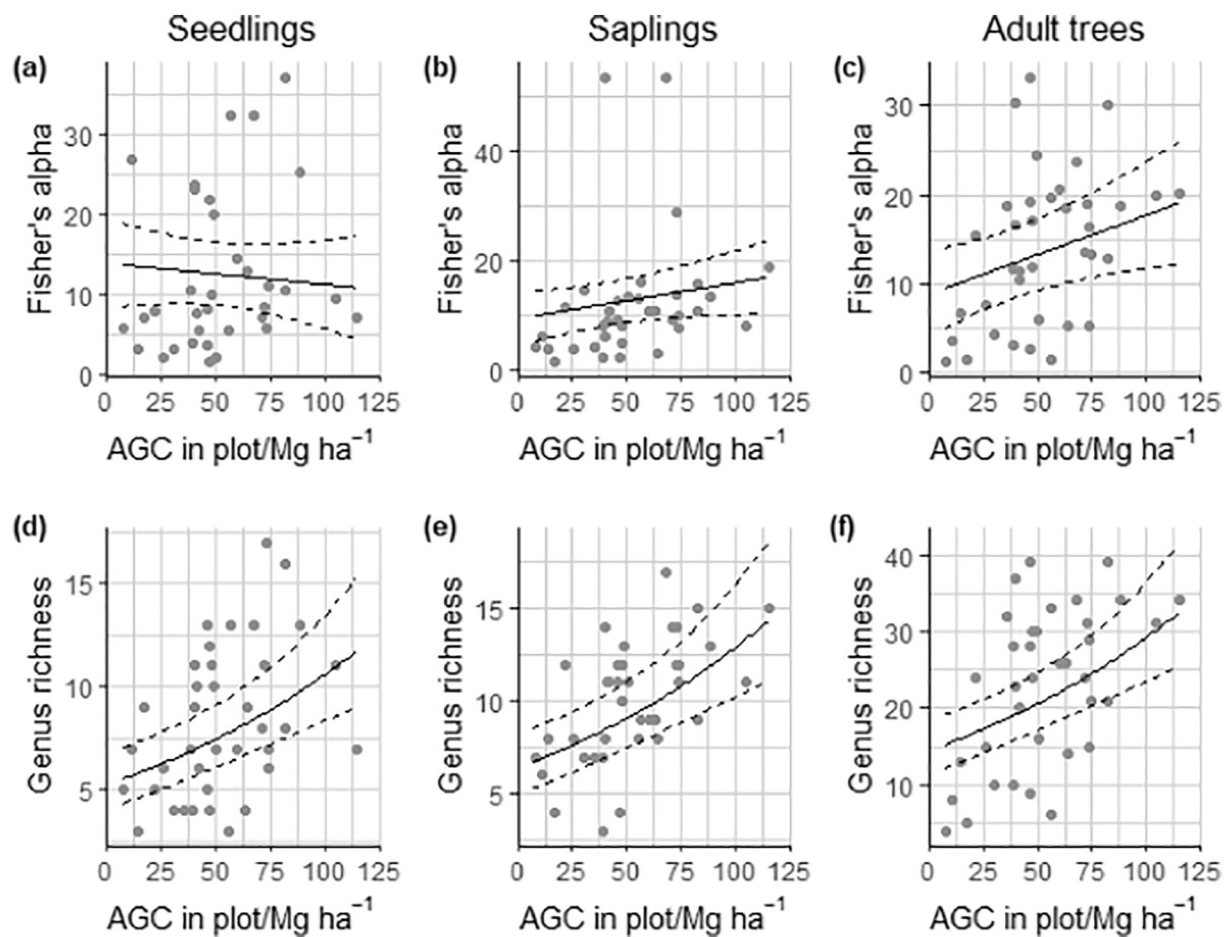 Seedlings Saplings Adult trees
(a) (b) (c)
Fisher's alpha
30
20
10
0
0 25 50 75 100 125
AGC in plot/Mg ha⁻¹
Fisher's alpha
40
20
0
0 25 50 75 100 125
AGC in plot/Mg ha⁻¹
Fisher's alpha
30
20
10
0
0 25 50 75 100 125
AGC in plot/Mg ha⁻¹
(d) (e) (f)
Genus richness
15
10
5
0 25 50 75 100 125
AGC in plot/Mg ha⁻¹
Genus richness
15
10
5
0 25 50 75 100 125
AGC in plot/Mg ha⁻¹
Genus richness
40
30
20
10
0 25 50 75 100 125
AGC in plot/Mg ha⁻¹